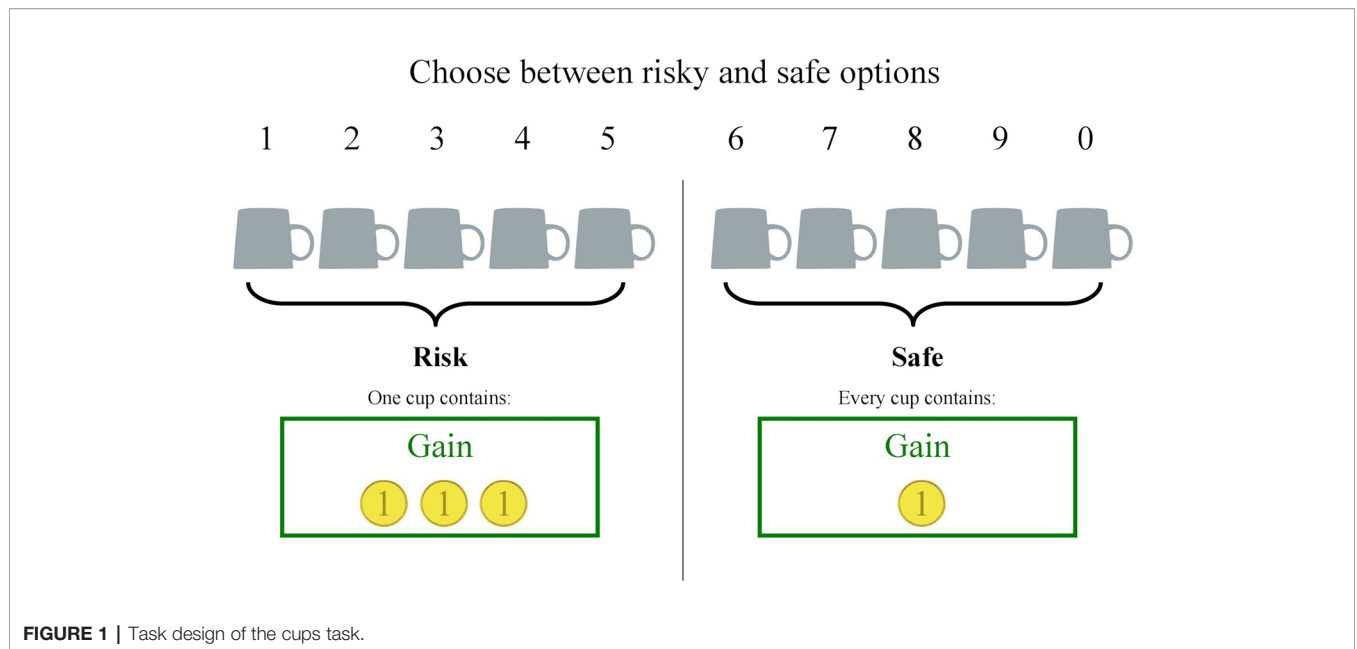 Choose between risky and safe options
1 2 3 4 5 6 7 8 9 0
Risk
One cup contains:
Gain
1 1 1
Safe
Every cup contains:
Gain
1
FIGURE 1 | Task design of the cups task.